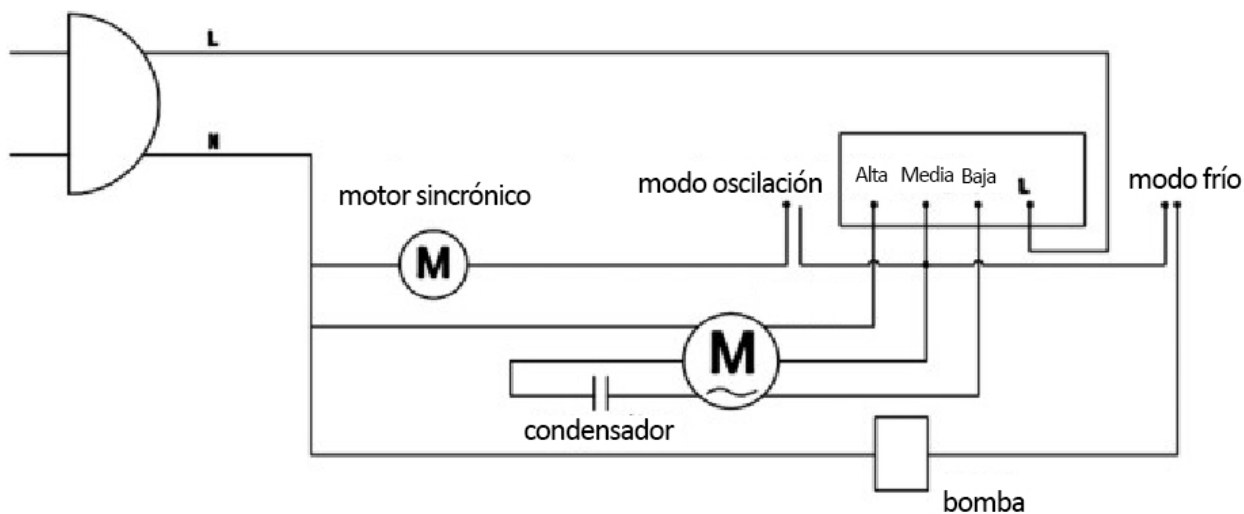 L
N
motor sincrónico
modo oscilación
Alta Media Baja L
modo frío
M
M
condensador
bomba